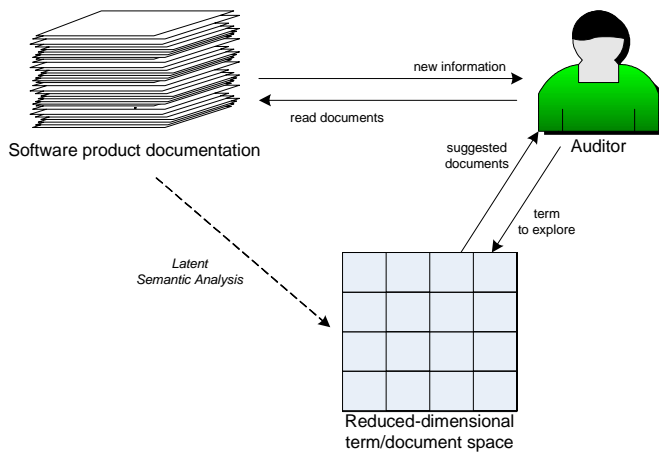 new information
read documents
Software product documentation
Auditor
suggested
documents
term
to explore
Latent
Semantic Analysis
Reduced-dimensional
term/document space